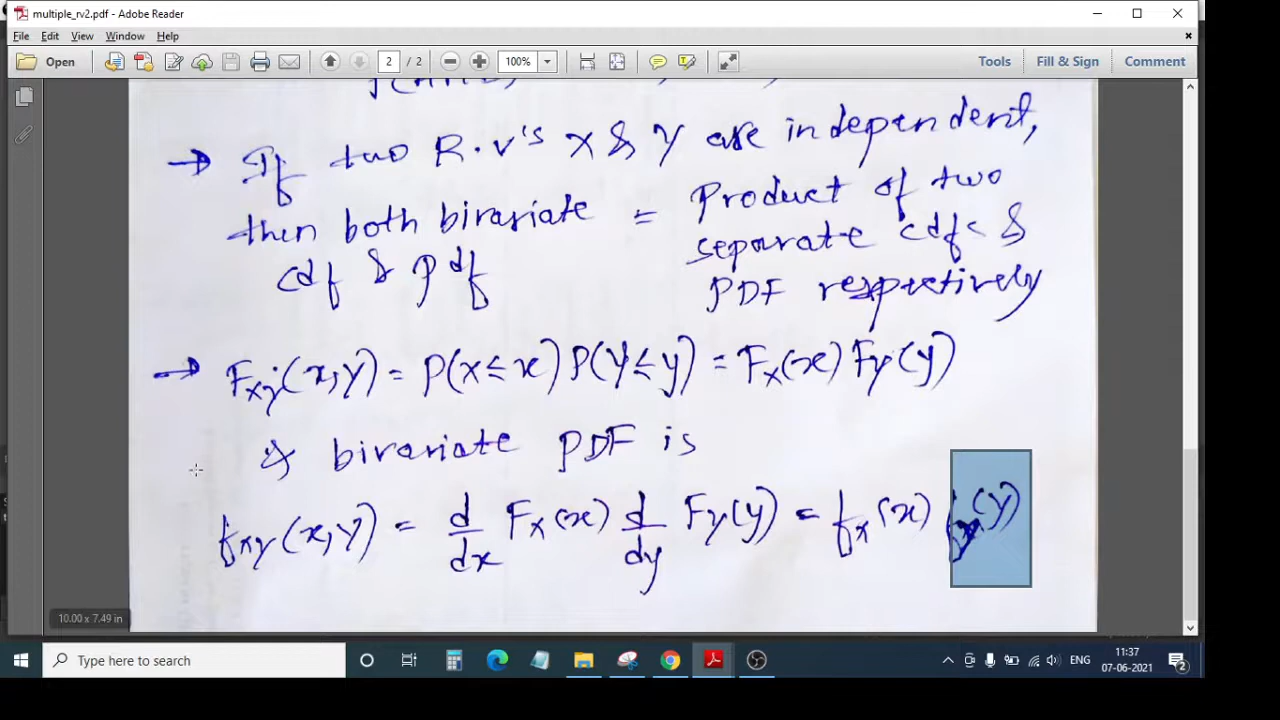 multiple_rv2.pdf - Adobe Reader
File Edit View Window Help
Open 2 / 2 100% Tools Fill & Sign Comment
→ If two R.v's X & Y are independent,
then both bivariate = Product of two
cdf & pdf separate cdf &
PDF respectively
→ Fxy(x,y) = P(X≤x) P(Y≤y) = Fx(x) Fy(y)
& bivariate PDF is
fxy(x,y) = d/dx Fx(x) d/dy Fy(y) = fx(x) fy(y)
10.00 x 7.49 in
Type here to search
ENG
11:37
07-06-2021
2